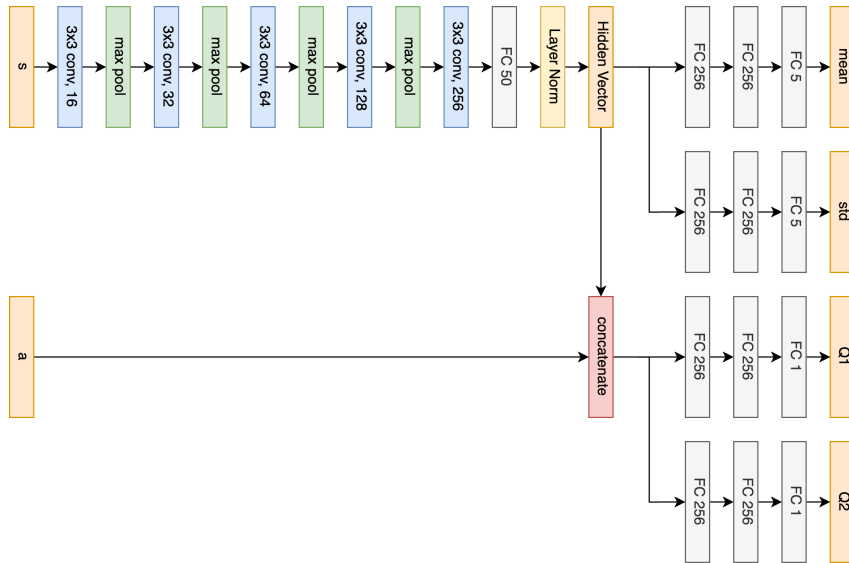 s
3x3 conv, 16
max pool
3x3 conv, 32
max pool
3x3 conv, 64
max pool
3x3 conv, 128
max pool
3x3 conv, 256
FC 50
Layer Norm
Hidden Vector
FC 256
FC 256
FC 5
mean
FC 256
FC 256
FC 5
std
a
concatenate
FC 256
FC 256
FC 1
Q1
FC 256
FC 256
FC 1
Q2